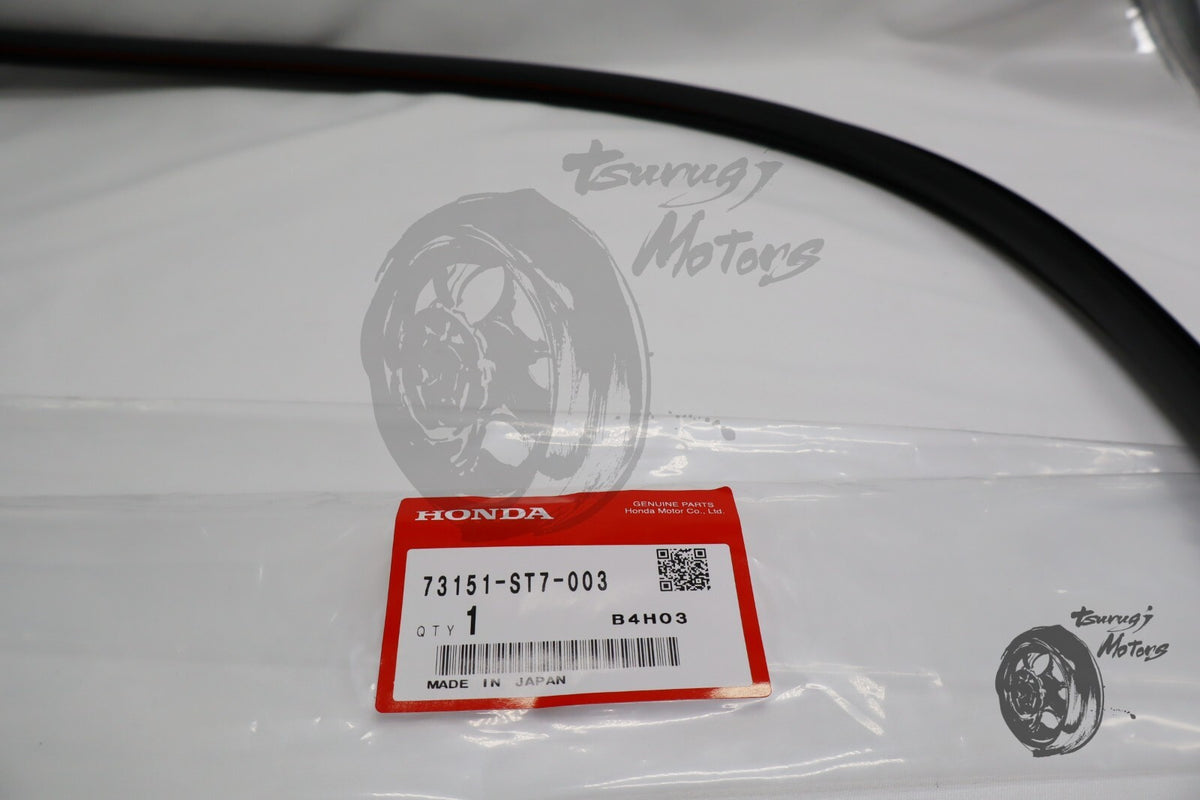 tsurugi
Motors
HONDA
GENUINE PARTS
Honda Motor Co., Ltd.
73151-ST7-003
QTY 1
B4H03
MADE IN JAPAN
tsurugi
Motors